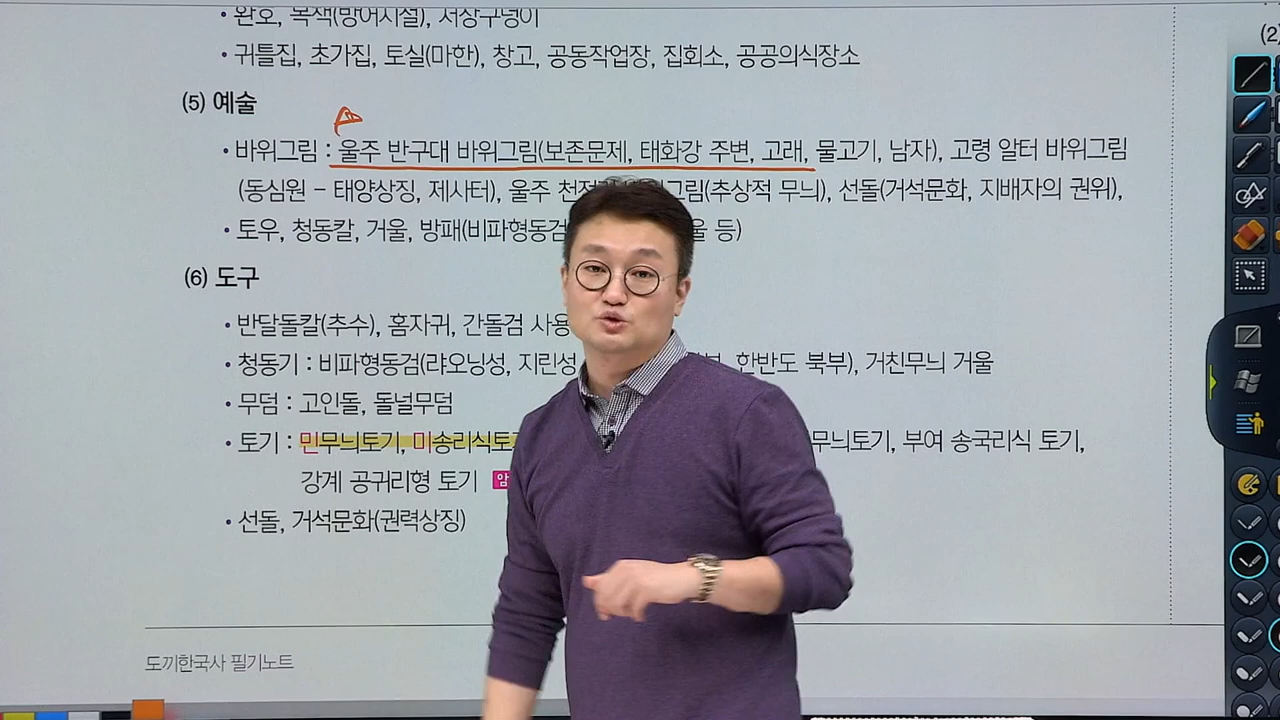 • 환호, 목책(방어시설), 저장구덩이
• 귀틀집, 초가집, 토실(마한), 창고, 공동작업장, 집회소, 공공의식장소
(5) 예술
• 바위그림 : 울주 반구대 바위그림(보존문제, 태화강 주변, 고래, 물고기, 남자), 고령 알터 바위그림
(동심원 – 태양상징, 제사터), 울주 그림(추상적 무늬), 선돌(거석문화, 지배자의 권위),
• 토우, 청동칼, 거울, 방패(비파형동검 울 등)
(6) 도구
• 반달돌칼(추수), 홈자귀, 간돌검 사용
• 청동기 : 비파형동검(랴오닝성, 지린성 한반도 북부), 거친무늬 거울
• 무덤 : 고인돌, 돌널무덤
• 토기 : 민무늬토기, 미송리식토 무늬토기, 부여 송국리식 토기,
강계 공귀리형 토기 암
• 선돌, 거석문화(권력상징)
도끼한국사 필기노트
(2)